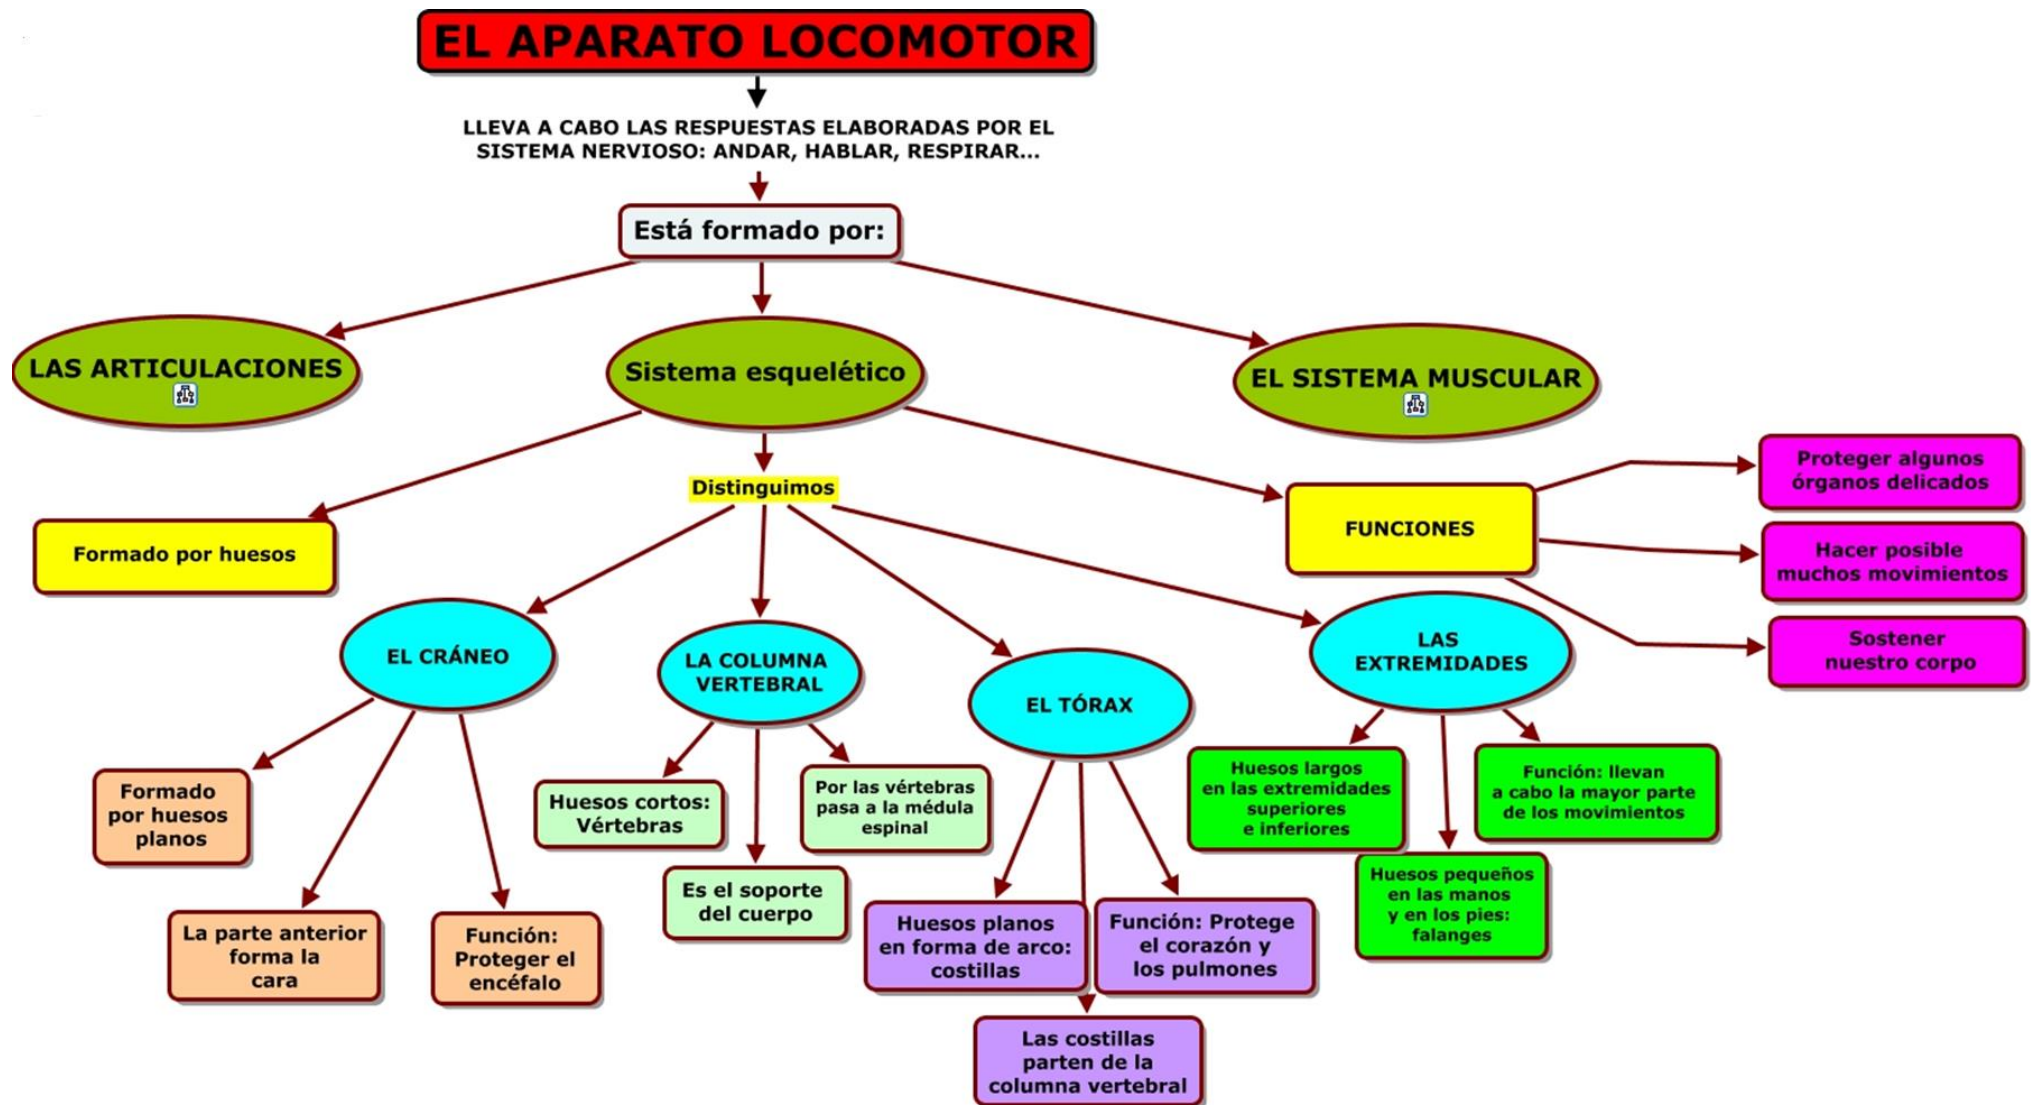 EL APARATO LOCOMOTOR
LLEVA A CABO LAS RESPUESTAS ELABORADAS POR EL
SISTEMA NERVIOSO: ANDAR, HABLAR, RESPIRAR...
Está formado por:
LAS ARTICULACIONES
Sistema esquelético
EL SISTEMA MUSCULAR
Formado por huesos
Distinguimos
FUNCIONES
Proteger algunos
órganos delicados
Hacer posible
muchos movimientos
Sostener
nuestro corpo
EL CRÁNEO
LA COLUMNA
VERTEBRAL
EL TÓRAX
LAS
EXTREMIDADES
Formado
por huesos
planos
La parte anterior
forma la
cara
Función:
Proteger el
encéfalo
Huesos cortos:
Vértebras
Es el soporte
del cuerpo
Por las vértebras
pasa a la médula
espinal
Huesos planos
en forma de arco:
costillas
Las costillas
parten de la
columna vertebral
Función: Protege
el corazón y
los pulmones
Huesos largos
en las extremidades
superiores
e inferiores
Huesos pequeños
en las manos
y en los pies:
falanges
Función: llevan
a cabo la mayor parte
de los movimientos